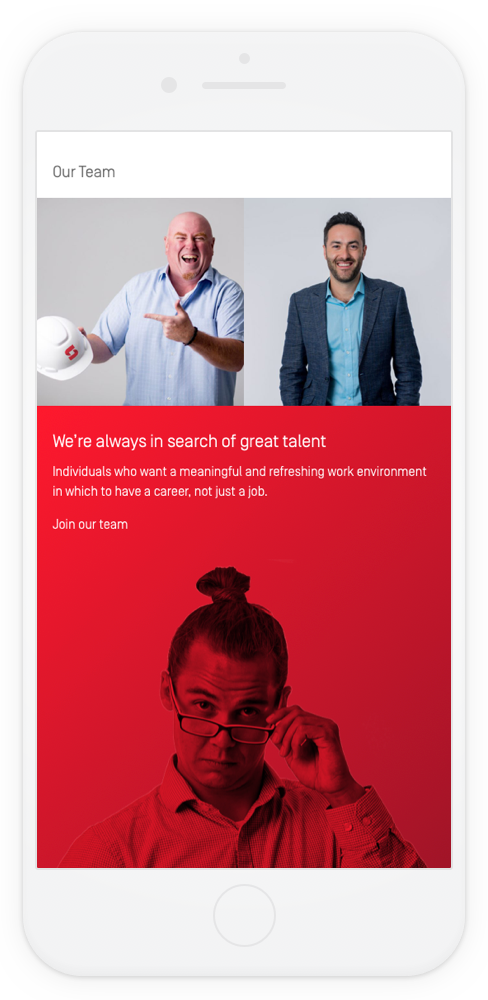 Our Team
We're always in search of great talent
Individuals who want a meaningful and refreshing work environment
in which to have a career, not just a job.
Join our team